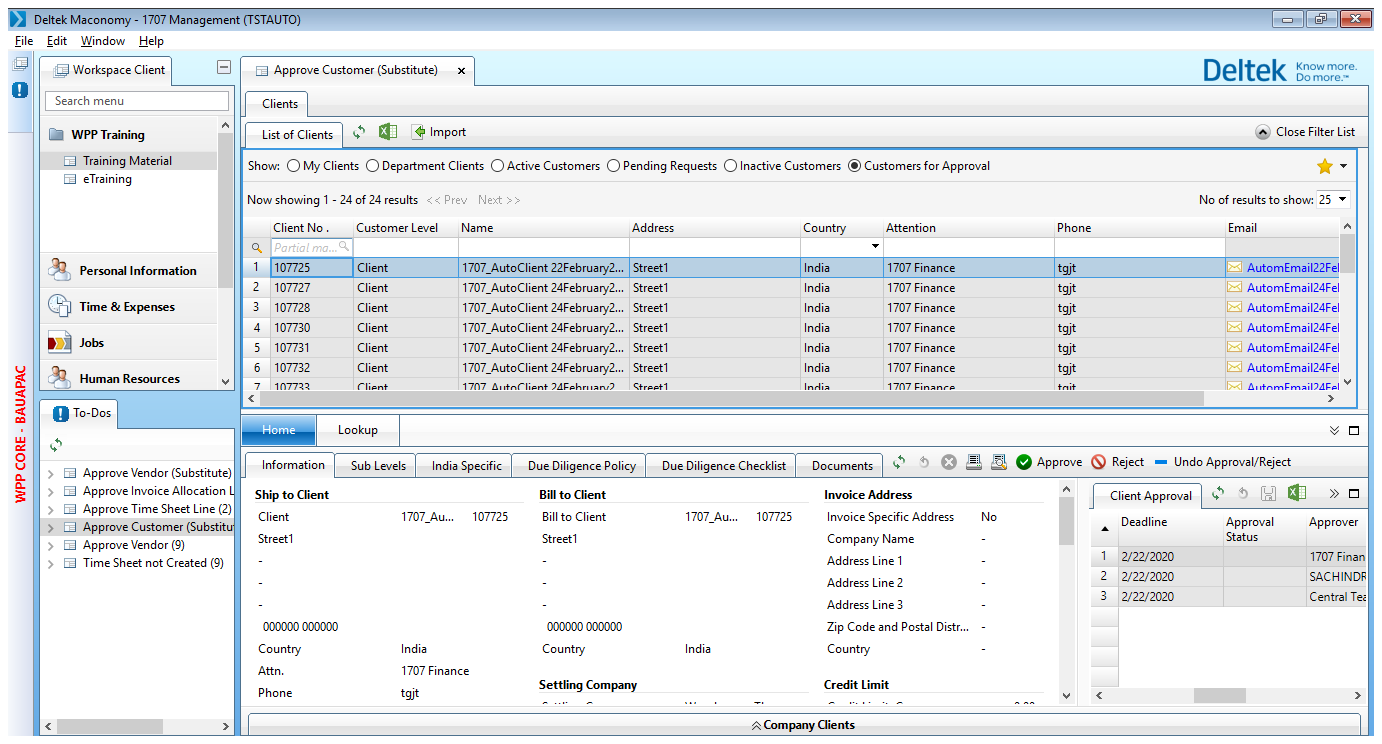 Deltek Maconomy - 1707 Management (TSTAUTO)
File Edit Window Help
Workspace Client
Search menu
WPP Training
Training Material
eTraining
Personal Information
Time & Expenses
Jobs
Human Resources
WPP CORE - BAUAPAC
To-Dos
Approve Vendor (Substitute)
Approve Invoice Allocation L
Approve Time Sheet Line (2)
Approve Customer (Substitu
Approve Vendor (9)
Time Sheet not Created (9)
Approve Customer (Substitute) x
Deltek Know more.
Do more.™
Clients
List of Clients Import Close Filter List
Show: My Clients Department Clients Active Customers Pending Requests Inactive Customers Customers for Approval
Now showing 1 - 24 of 24 results << Prev Next >> No of results to show: 25
Client No . Customer Level Name Address Country Attention Phone Email
Partial ma...
1 107725 Client 1707_AutoClient 22February2... Street1 India 1707 Finance tgjt AutomEmail22Fel
2 107727 Client 1707_AutoClient 24February2... Street1 India 1707 Finance tgjt AutomEmail24Fel
3 107728 Client 1707_AutoClient 24February2... Street1 India 1707 Finance tgjt AutomEmail24Fel
4 107730 Client 1707_AutoClient 24February2... Street1 India 1707 Finance tgjt AutomEmail24Fel
5 107731 Client 1707_AutoClient 24February2... Street1 India 1707 Finance tgjt AutomEmail24Fel
6 107732 Client 1707_AutoClient 24February2... Street1 India 1707 Finance tgjt AutomEmail24Fel
7 107733 Client 1707_AutoClient 24February2... Street1 India 1707 Finance tgjt AutomEmail24Fel
Home Lookup
Information Sub Levels India Specific Due Diligence Policy Due Diligence Checklist Documents Approve Reject Undo Approval/Reject
Ship to Client Bill to Client Invoice Address
Client 1707_Au... 107725 Bill to Client 1707_Au... 107725 Invoice Specific Address No
Street1 Street1 Company Name -
- - Address Line 1 -
- - Address Line 2 -
- - Address Line 3 -
000000 000000 000000 000000 Zip Code and Postal Distr... -
Country India Country India Country -
Attn. 1707 Finance
Phone tgjt Settling Company Credit Limit
Client Approval
Deadline Approval Status Approver
1 2/22/2020 1707 Finan
2 2/22/2020 SACHINDR
3 2/22/2020 Central Tea
Company Clients